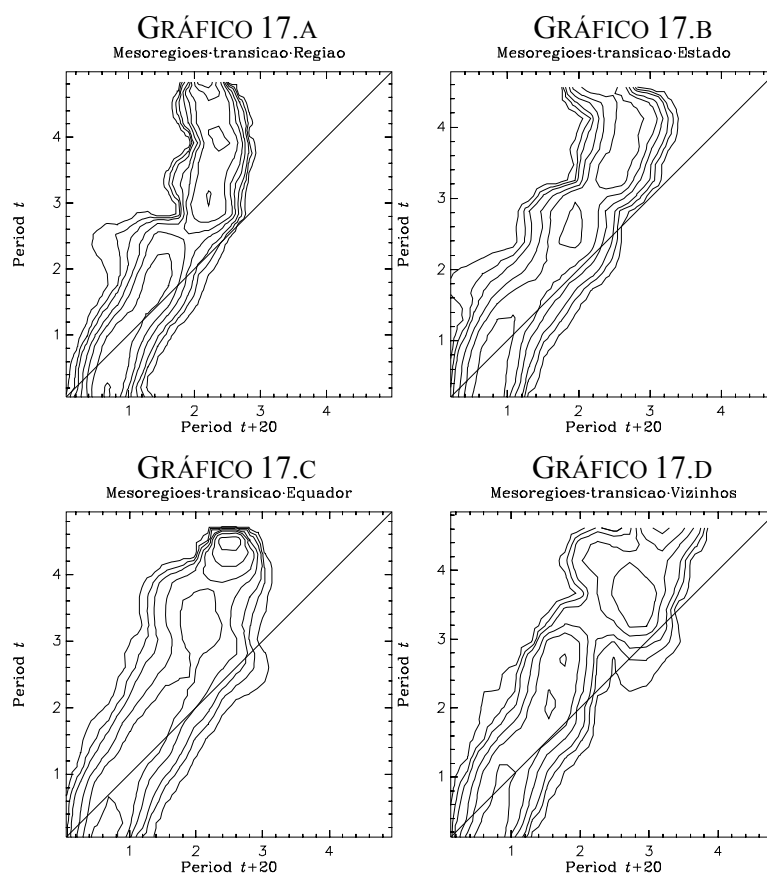 GRÁFICO 17.A
Mesoregioes·transicao·Regiao
Period t
4
3
2
1
1 2 3 4
Period t+20
GRÁFICO 17.B
Mesoregioes·transicao·Estado
Period t
4
3
2
1
1 2 3 4
Period t+20
GRÁFICO 17.C
Mesoregioes·transicao·Equador
Period t
4
3
2
1
1 2 3 4
Period t+20
GRÁFICO 17.D
Mesoregioes·transicao·Vizinhos
Period t
4
3
2
1
1 2 3 4
Period t+20